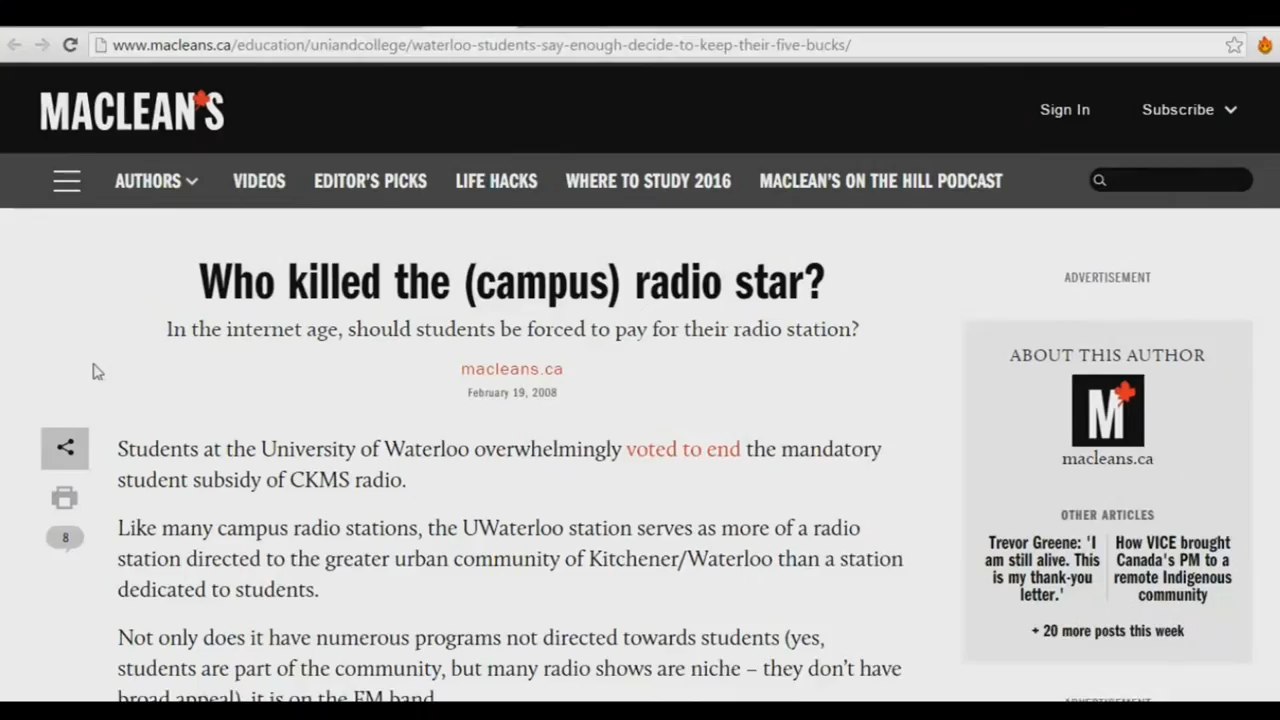 www.macleans.ca/education/uniandcollege/waterloo-students-say-enough-decide-to-keep-their-five-bucks/
MACLEAN'S
Sign In
Subscribe
AUTHORS
VIDEOS
EDITOR'S PICKS
LIFE HACKS
WHERE TO STUDY 2016
MACLEAN'S ON THE HILL PODCAST
Who killed the (campus) radio star?
In the internet age, should students be forced to pay for their radio station?
macleans.ca
February 19, 2008
8
Students at the University of Waterloo overwhelmingly voted to end the mandatory
student subsidy of CKMS radio.
Like many campus radio stations, the UWaterloo station serves as more of a radio
station directed to the greater urban community of Kitchener/Waterloo than a station
dedicated to students.
Not only does it have numerous programs not directed towards students (yes,
students are part of the community, but many radio shows are niche – they don't have
broad appeal), it is on the FM band
ADVERTISEMENT
ABOUT THIS AUTHOR
M
macleans.ca
OTHER ARTICLES
Trevor Greene: 'I
am still alive. This
is my thank-you
letter.'
How VICE brought
Canada's PM to a
remote Indigenous
community
+ 20 more posts this week
ADVERTISEMENT